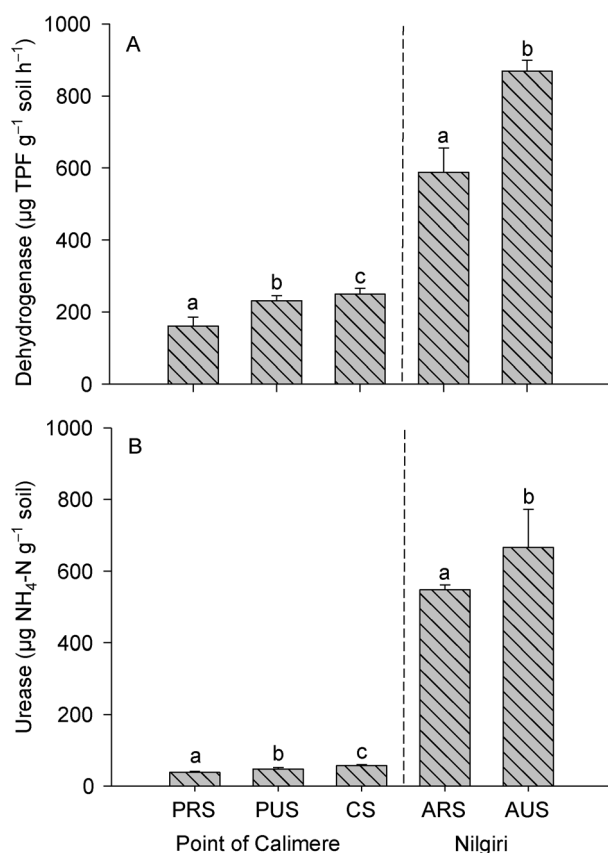 A
Dehydrogenase (µg TPF g⁻¹ soil h⁻¹)
1000
800
600
400
200
0
a
b
c
a
b
B
Urease (µg NH₄-N g⁻¹ soil)
1000
800
600
400
200
0
a
b
c
a
b
PRS PUS CS ARS AUS
Point of Calimere Nilgiri